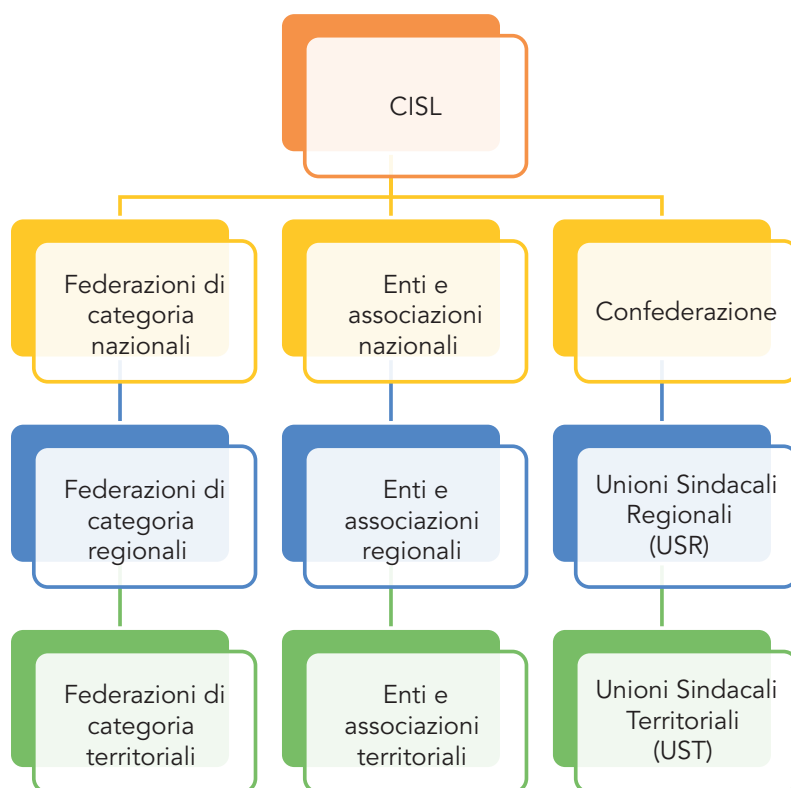 CISL
Federazioni di
categoria
nazionali
Enti e
associazioni
nazionali
Confederazione
Federazioni di
categoria
regionali
Enti e
associazioni
regionali
Unioni Sindacali
Regionali
(USR)
Federazioni di
categoria
territoriali
Enti e
associazioni
territoriali
Unioni Sindacali
Territoriali
(UST)